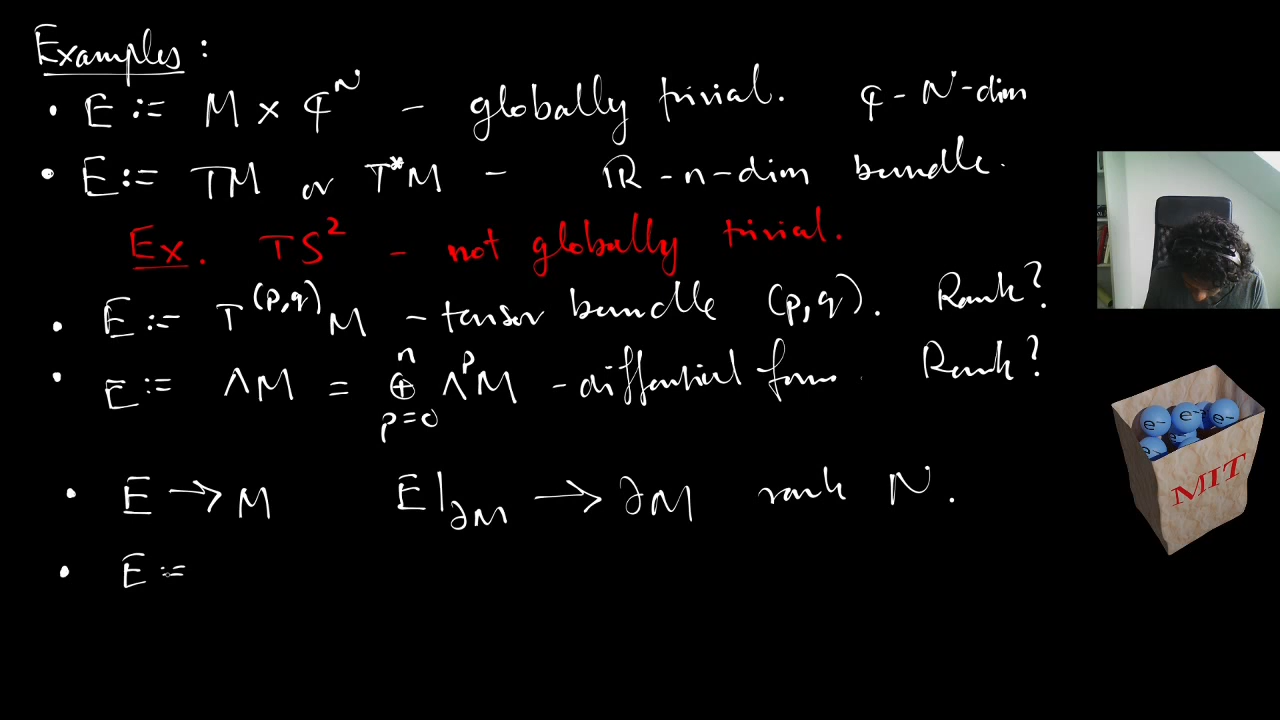 Examples :
• E := M × ℂ^N – globally trivial. ℂ - N - dim
• E := TM or T*M – ℝ - n - dim bundle.
Ex. TS² – not globally trivial.
• E := T^(p,q) M – tensor bundle (p,q). Rank?
• E := ΛM = ⊕_{p=0}^{n} Λ^p M – diffential forms. Rank?
• E → M E|_∂M → ∂M rank N.
• E :=
e⁻ e⁻ e⁻
e⁻ e⁻
MIT